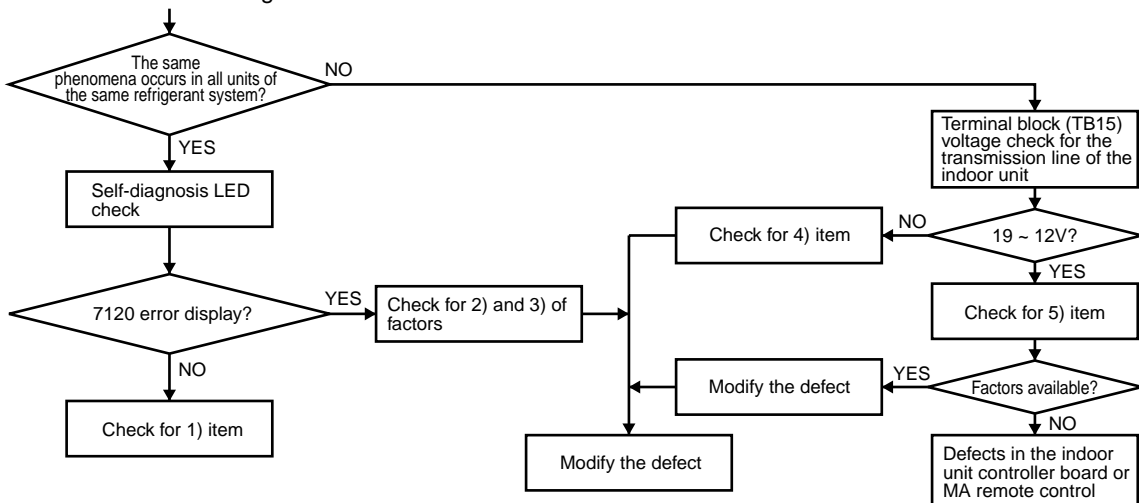 The same
phenomena occurs in all units of
the same refrigerant system?
NO
YES
Self-diagnosis LED
check
7120 error display?
YES
NO
Check for 1) item
Check for 2) and 3) of
factors
Terminal block (TB15)
voltage check for the
transmission line of the
indoor unit
19 ~ 12V?
NO
YES
Check for 4) item
Check for 5) item
Factors available?
YES
NO
Modify the defect
Modify the defect
Defects in the indoor
unit controller board or
MA remote control